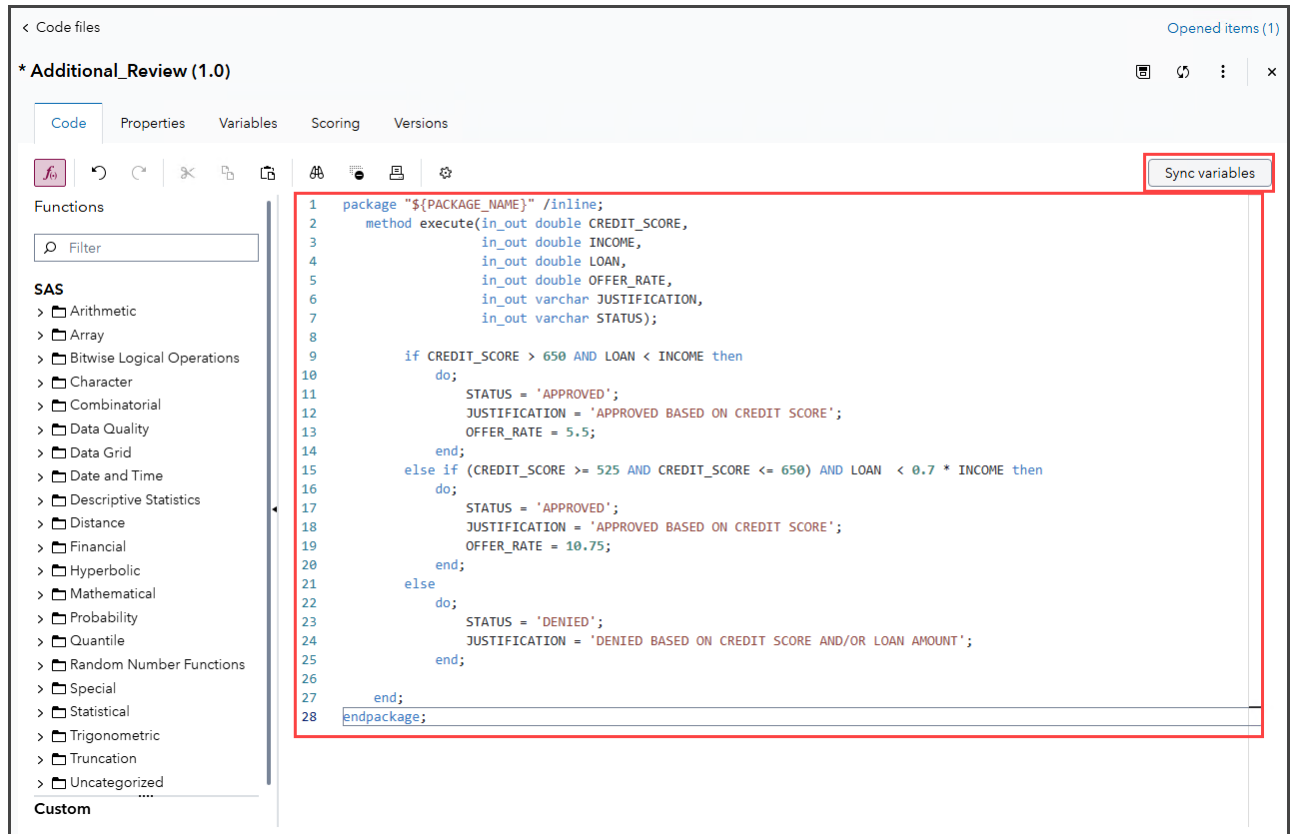 Code files
Opened items (1)
* Additional_Review (1.0)
Code Properties Variables Scoring Versions
Sync variables
Functions
Filter
SAS
Arithmetic
Array
Bitwise Logical Operations
Character
Combinatorial
Data Quality
Data Grid
Date and Time
Descriptive Statistics
Distance
Financial
Hyperbolic
Mathematical
Probability
Quantile
Random Number Functions
Special
Statistical
Trigonometric
Truncation
Uncategorized
Custom
1 package "${PACKAGE_NAME}" /inline;
2 method execute(in_out double CREDIT_SCORE,
3 in_out double INCOME,
4 in_out double LOAN,
5 in_out double OFFER_RATE,
6 in_out varchar JUSTIFICATION,
7 in_out varchar STATUS);
8
9 if CREDIT_SCORE > 650 AND LOAN < INCOME then
10 do;
11 STATUS = 'APPROVED';
12 JUSTIFICATION = 'APPROVED BASED ON CREDIT SCORE';
13 OFFER_RATE = 5.5;
14 end;
15 else if (CREDIT_SCORE >= 525 AND CREDIT_SCORE <= 650) AND LOAN  < 0.7 * INCOME then
16 do;
17 STATUS = 'APPROVED';
18 JUSTIFICATION = 'APPROVED BASED ON CREDIT SCORE';
19 OFFER_RATE = 10.75;
20 end;
21 else
22 do;
23 STATUS = 'DENIED';
24 JUSTIFICATION = 'DENIED BASED ON CREDIT SCORE AND/OR LOAN AMOUNT';
25 end;
26
27 end;
28 endpackage;